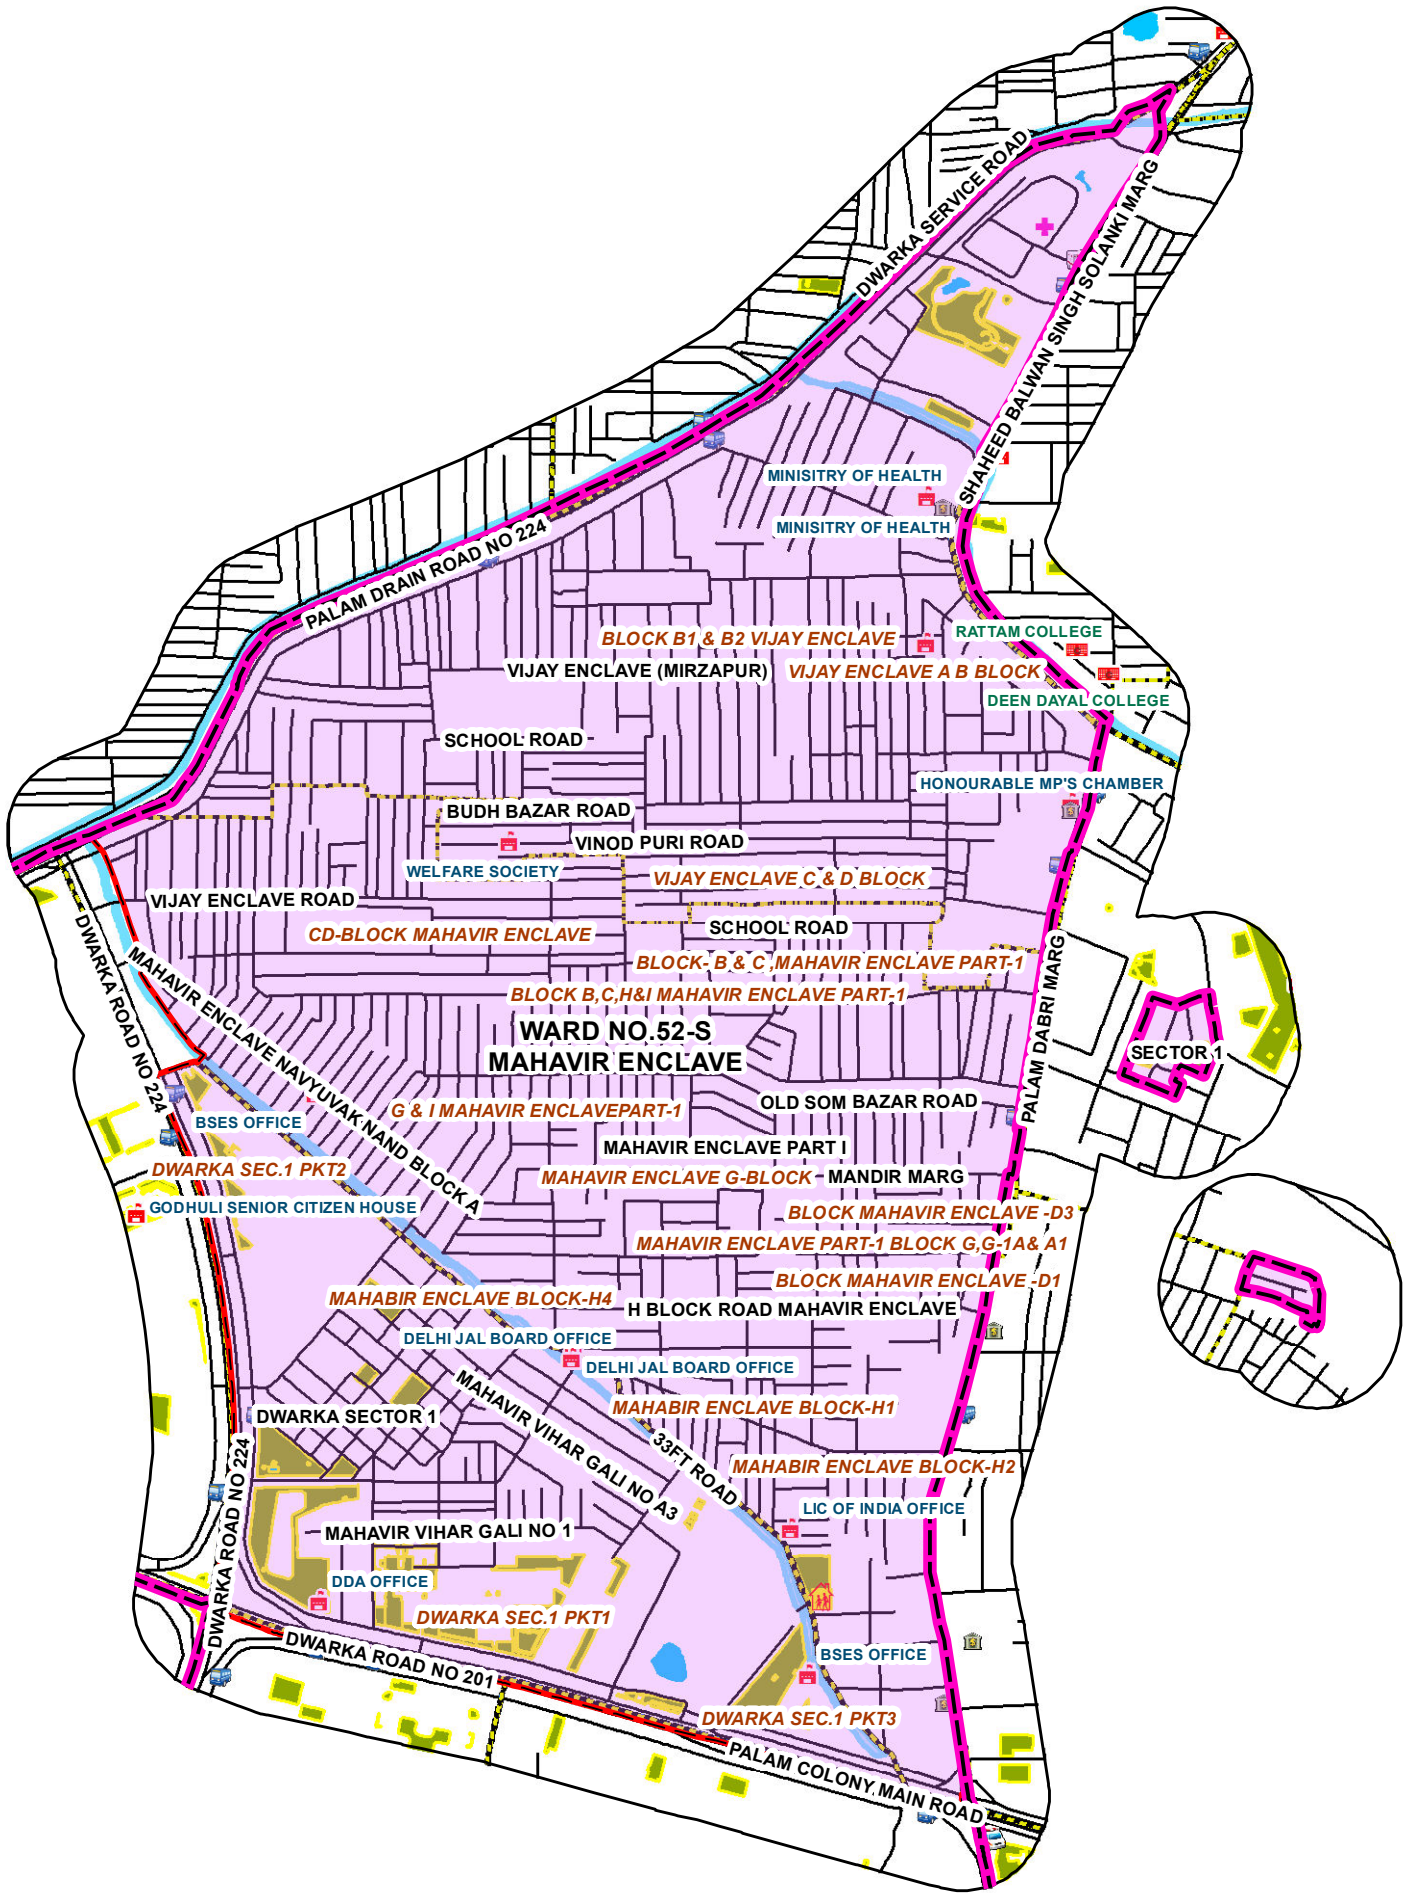 DWARKA SERVICE ROAD
SHAHEED BALWAN SINGH SOLANKI MARG
MINISITRY OF HEALTH
MINISITRY OF HEALTH
PALAM DRAIN ROAD NO 224
RATTAM COLLEGE
BLOCK B1 & B2 VIJAY ENCLAVE
VIJAY ENCLAVE (MIRZAPUR)
VIJAY ENCLAVE A B BLOCK
DEEN DAYAL COLLEGE
SCHOOL ROAD
HONOURABLE MP'S CHAMBER
BUDH BAZAR ROAD
VINOD PURI ROAD
WELFARE SOCIETY
VIJAY ENCLAVE C & D BLOCK
VIJAY ENCLAVE ROAD
SCHOOL ROAD
CD-BLOCK MAHAVIR ENCLAVE
BLOCK- B & C ,MAHAVIR ENCLAVE PART-1
BLOCK B,C,H&I MAHAVIR ENCLAVE PART-1
DWARKA ROAD NO 224
MAHAVIR ENCLAVE NAVYUVAK NAND BLOCK A
PALAM DABRI MARG
WARD NO.52-S
MAHAVIR ENCLAVE
SECTOR 1
OLD SOM BAZAR ROAD
G & I MAHAVIR ENCLAVEPART-1
BSES OFFICE
MAHAVIR ENCLAVE PART I
DWARKA SEC.1 PKT2
MAHAVIR ENCLAVE G-BLOCK
MANDIR MARG
GODHULI SENIOR CITIZEN HOUSE
BLOCK MAHAVIR ENCLAVE -D3
MAHAVIR ENCLAVE PART-1 BLOCK G,G-1A& A1
BLOCK MAHAVIR ENCLAVE -D1
MAHABIR ENCLAVE BLOCK-H4
H BLOCK ROAD MAHAVIR ENCLAVE
DELHI JAL BOARD OFFICE
DELHI JAL BOARD OFFICE
MAHABIR ENCLAVE BLOCK-H1
DWARKA SECTOR 1
MAHAVIR VIHAR GALI NO A3
33FT ROAD
MAHABIR ENCLAVE BLOCK-H2
DWARKA ROAD NO 224
LIC OF INDIA OFFICE
MAHAVIR VIHAR GALI NO 1
DDA OFFICE
DWARKA SEC.1 PKT1
DWARKA ROAD NO 201
BSES OFFICE
DWARKA SEC.1 PKT3
PALAM COLONY MAIN ROAD